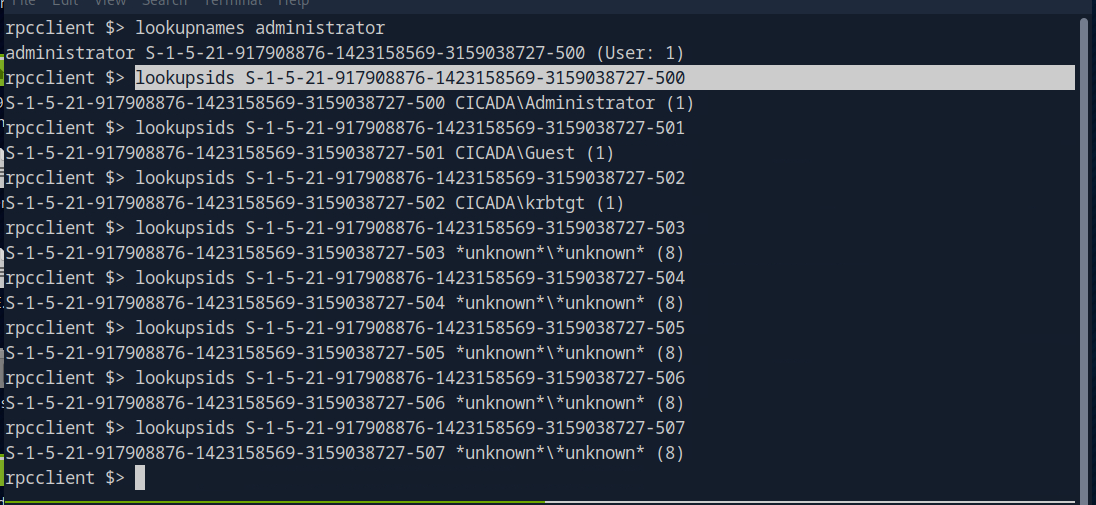 File Edit View Search Terminal Help
rpcclient $> lookupnames administrator
administrator S-1-5-21-917908876-1423158569-3159038727-500 (User: 1)
rpcclient $> lookupsids S-1-5-21-917908876-1423158569-3159038727-500
S-1-5-21-917908876-1423158569-3159038727-500 CICADA\Administrator (1)
rpcclient $> lookupsids S-1-5-21-917908876-1423158569-3159038727-501
S-1-5-21-917908876-1423158569-3159038727-501 CICADA\Guest (1)
rpcclient $> lookupsids S-1-5-21-917908876-1423158569-3159038727-502
S-1-5-21-917908876-1423158569-3159038727-502 CICADA\krbtgt (1)
rpcclient $> lookupsids S-1-5-21-917908876-1423158569-3159038727-503
S-1-5-21-917908876-1423158569-3159038727-503 *unknown*\*unknown* (8)
rpcclient $> lookupsids S-1-5-21-917908876-1423158569-3159038727-504
S-1-5-21-917908876-1423158569-3159038727-504 *unknown*\*unknown* (8)
rpcclient $> lookupsids S-1-5-21-917908876-1423158569-3159038727-505
S-1-5-21-917908876-1423158569-3159038727-505 *unknown*\*unknown* (8)
rpcclient $> lookupsids S-1-5-21-917908876-1423158569-3159038727-506
S-1-5-21-917908876-1423158569-3159038727-506 *unknown*\*unknown* (8)
rpcclient $> lookupsids S-1-5-21-917908876-1423158569-3159038727-507
S-1-5-21-917908876-1423158569-3159038727-507 *unknown*\*unknown* (8)
rpcclient $>